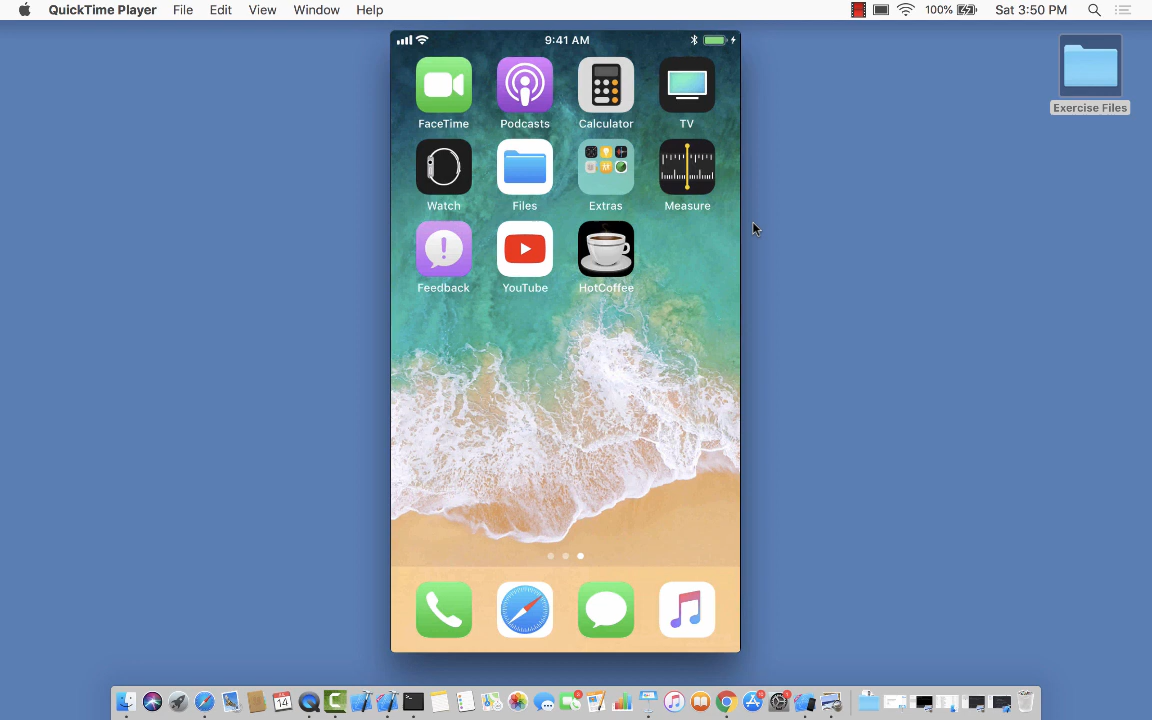 QuickTime Player File Edit View Window Help 100% Sat 3:50 PM
9:41 AM
Exercise Files
FaceTime Podcasts Calculator TV
Watch Files Extras Measure
Feedback YouTube HotCoffee
14